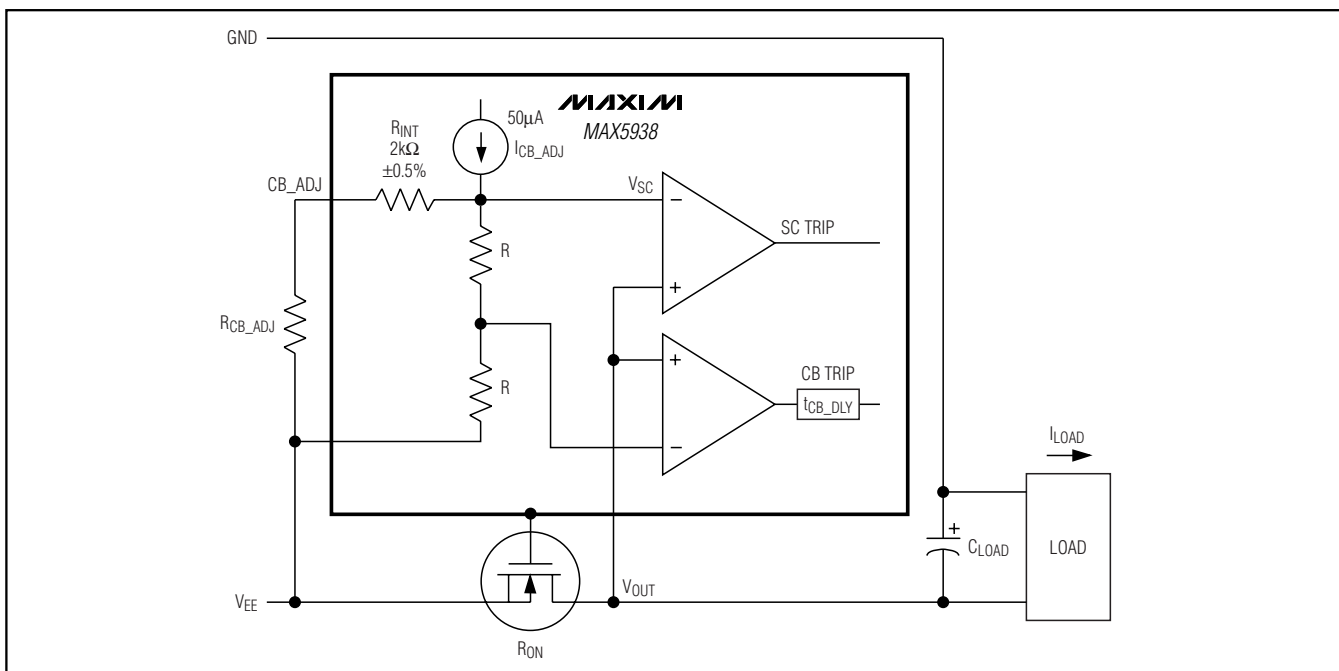 GND
MAXIM
MAX5938
50μA
I_CB_ADJ
R_INT
2kΩ
±0.5%
CB_ADJ
V_SC
−
SC TRIP
R
+
R_CB_ADJ
+
CB TRIP
R
t_CB_DLY
−
I_LOAD
+
C_LOAD
LOAD
V_EE
V_OUT
R_ON